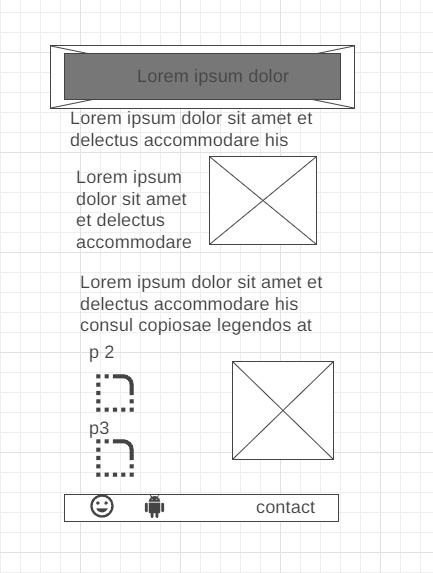 Lorem ipsum dolor
Lorem ipsum dolor sit amet et
delectus accommodare his
Lorem ipsum
dolor sit amet
et delectus
accommodare
Lorem ipsum dolor sit amet et
delectus accommodare his
consul copiosae legendos at
p 2
p3
contact